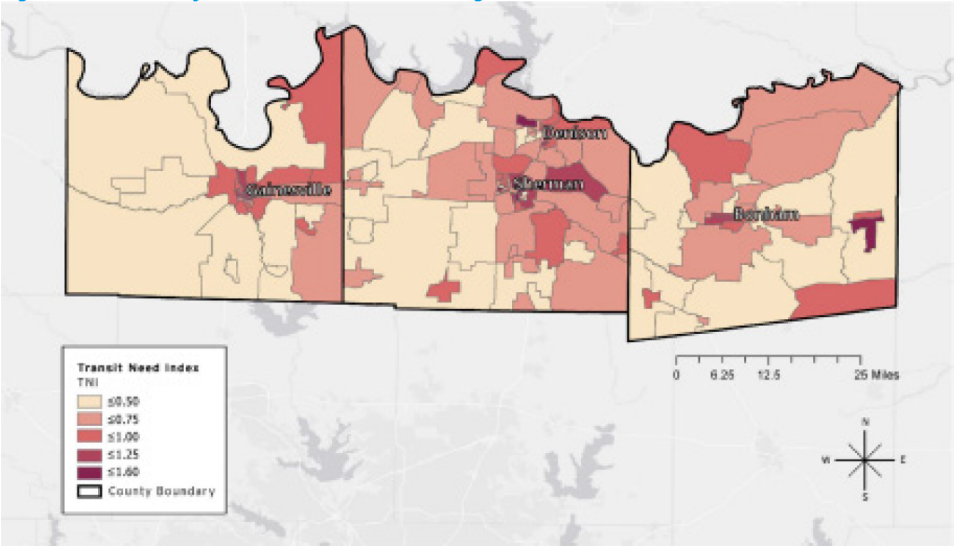 Denison
Sherman
Gainesville
Bonham
Transit Need Index
TNI
≤0.50
≤0.75
≤1.00
≤1.25
≤1.60
County Boundary
0 6.25 12.5 25 Miles
N
W E
S